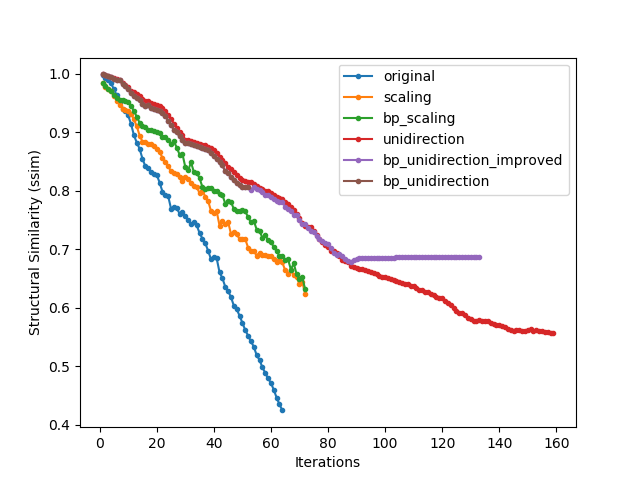 original
scaling
bp_scaling
unidirection
bp_unidirection_improved
bp_unidirection
Structural Similarity (ssim)
1.0
0.9
0.8
0.7
0.6
0.5
0.4
0 20 40 60 80 100 120 140 160
Iterations